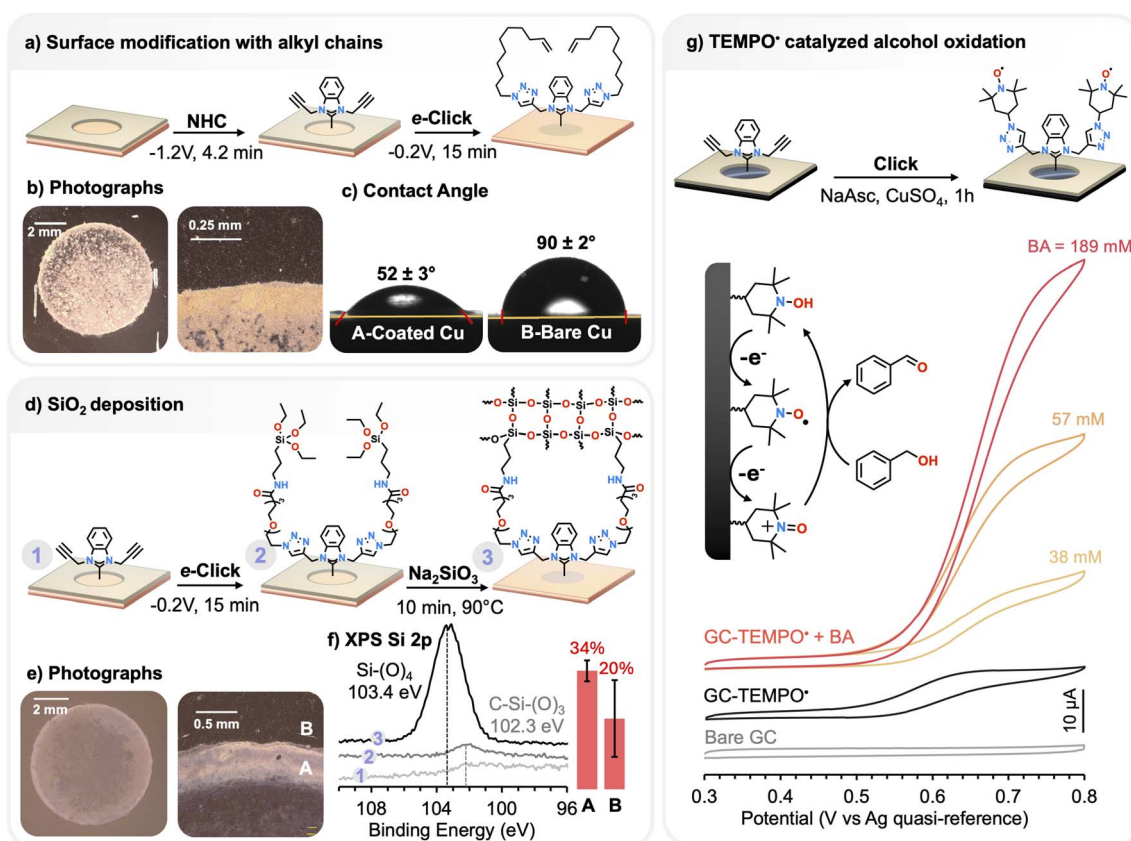 a) Surface modification with alkyl chains
NHC
-1.2V, 4.2 min
e-Click
-0.2V, 15 min
N N N N N N N N
b) Photographs
2 mm
0.25 mm
c) Contact Angle
52 ± 3°
A-Coated Cu
90 ± 2°
B-Bare Cu
d) SiO₂ deposition
1
e-Click
-0.2V, 15 min
2
Na₂SiO₃
10 min, 90°C
3
e) Photographs
2 mm
0.5 mm
B
A
f) XPS Si 2p
Si-(O)₄
103.4 eV
C-Si-(O)₃
102.3 eV
3
2
1
108 104 100 96
Binding Energy (eV)
34%
20%
A B
g) TEMPO• catalyzed alcohol oxidation
Click
NaAsc, CuSO₄, 1h
BA = 189 mM
57 mM
38 mM
N-OH
-e⁻
N-O•
-e⁻
N=O
+
O
OH
GC-TEMPO• + BA
GC-TEMPO•
Bare GC
10 µA
0.3 0.4 0.5 0.6 0.7 0.8
Potential (V vs Ag quasi-reference)